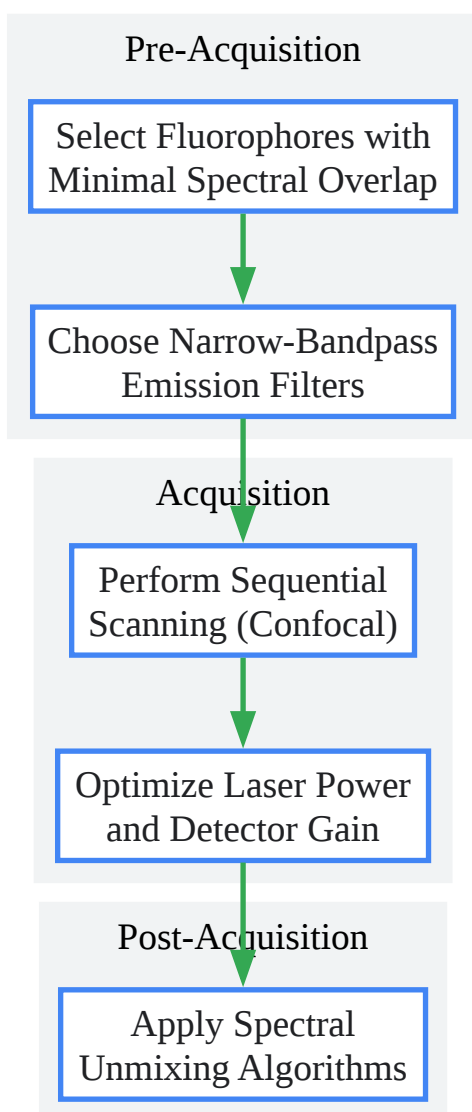 Pre-Acquisition
Select Fluorophores with
Minimal Spectral Overlap
Choose Narrow-Bandpass
Emission Filters
Acquisition
Perform Sequential
Scanning (Confocal)
Optimize Laser Power
and Detector Gain
Post-Acquisition
Apply Spectral
Unmixing Algorithms